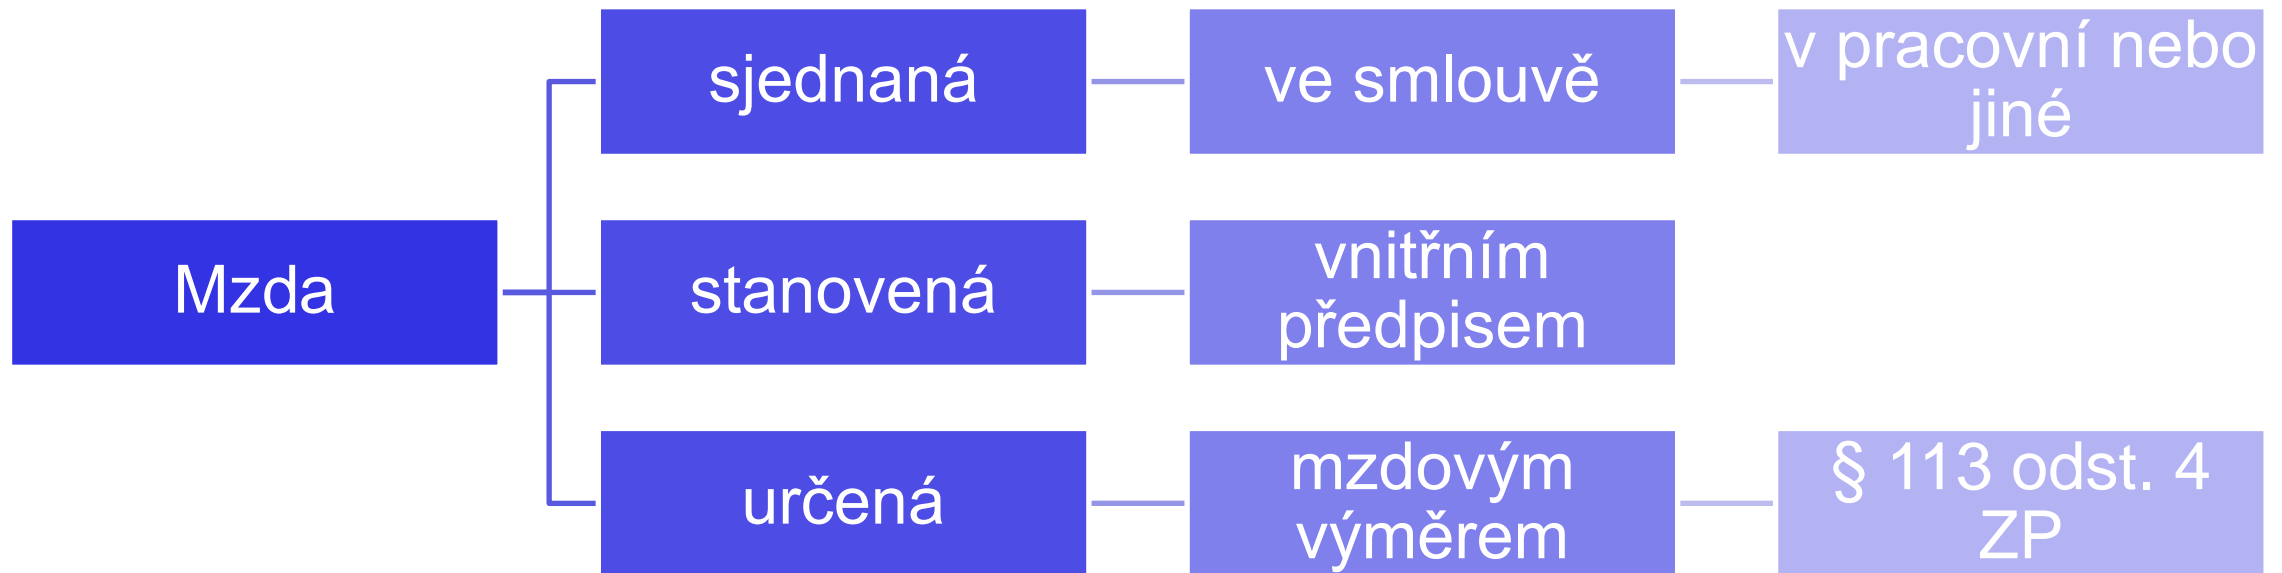 sjednaná
ve smlouvě
v pracovní nebo
jiné
Mzda
stanovená
vnitřním
předpisem
určená
mzdovým
výměrem
§ 113 odst. 4
ZP